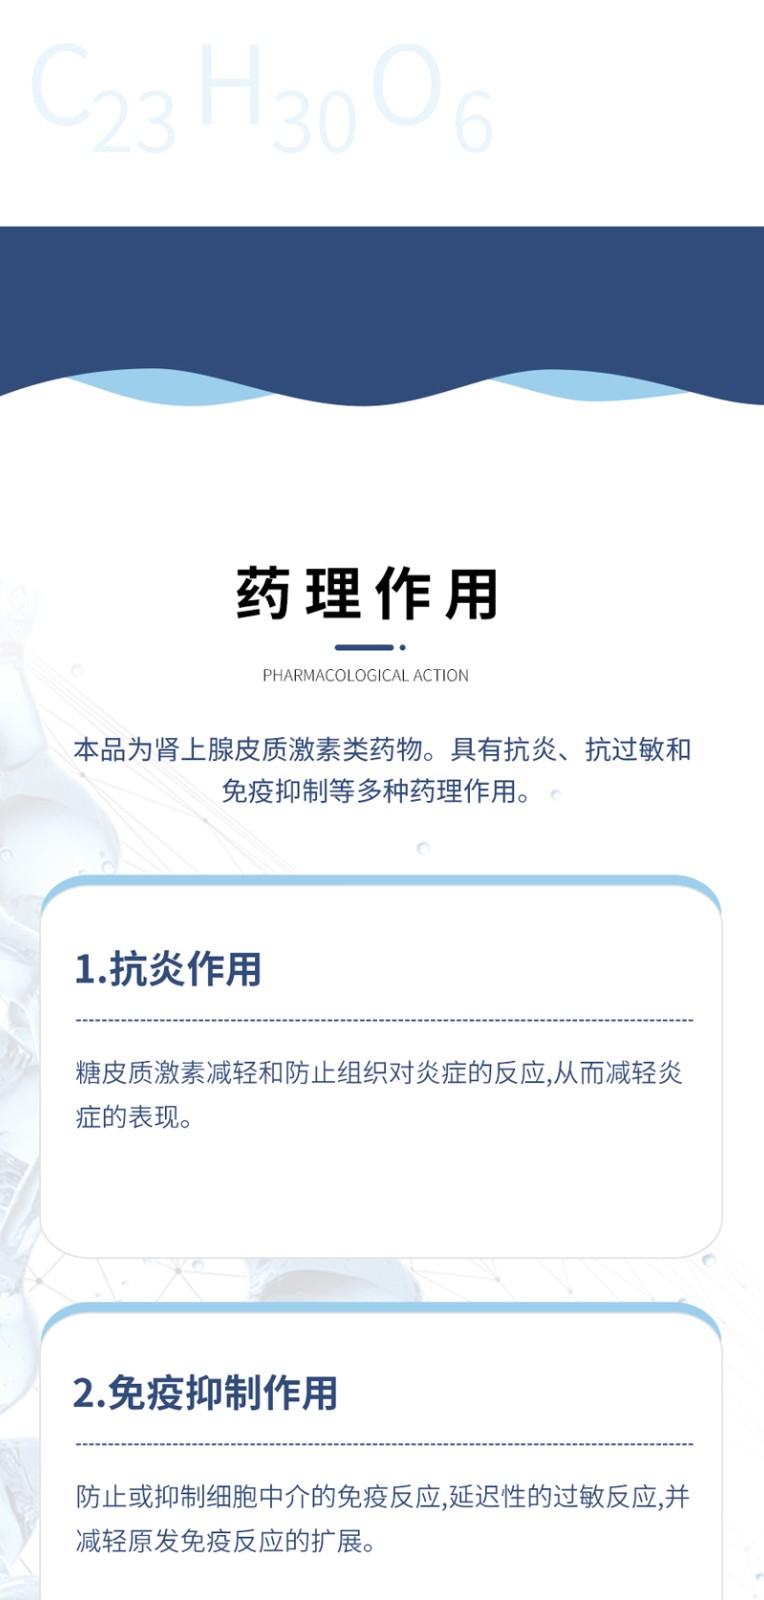 C23H30O6
药理作用
PHARMACOLOGICAL ACTION
本品为肾上腺皮质激素类药物。具有抗炎、抗过敏和
免疫抑制等多种药理作用。
1.抗炎作用
糖皮质激素减轻和防止组织对炎症的反应,从而减轻炎
症的表现。
2.免疫抑制作用
防止或抑制细胞中介的免疫反应,延迟性的过敏反应,并
减轻原发免疫反应的扩展。